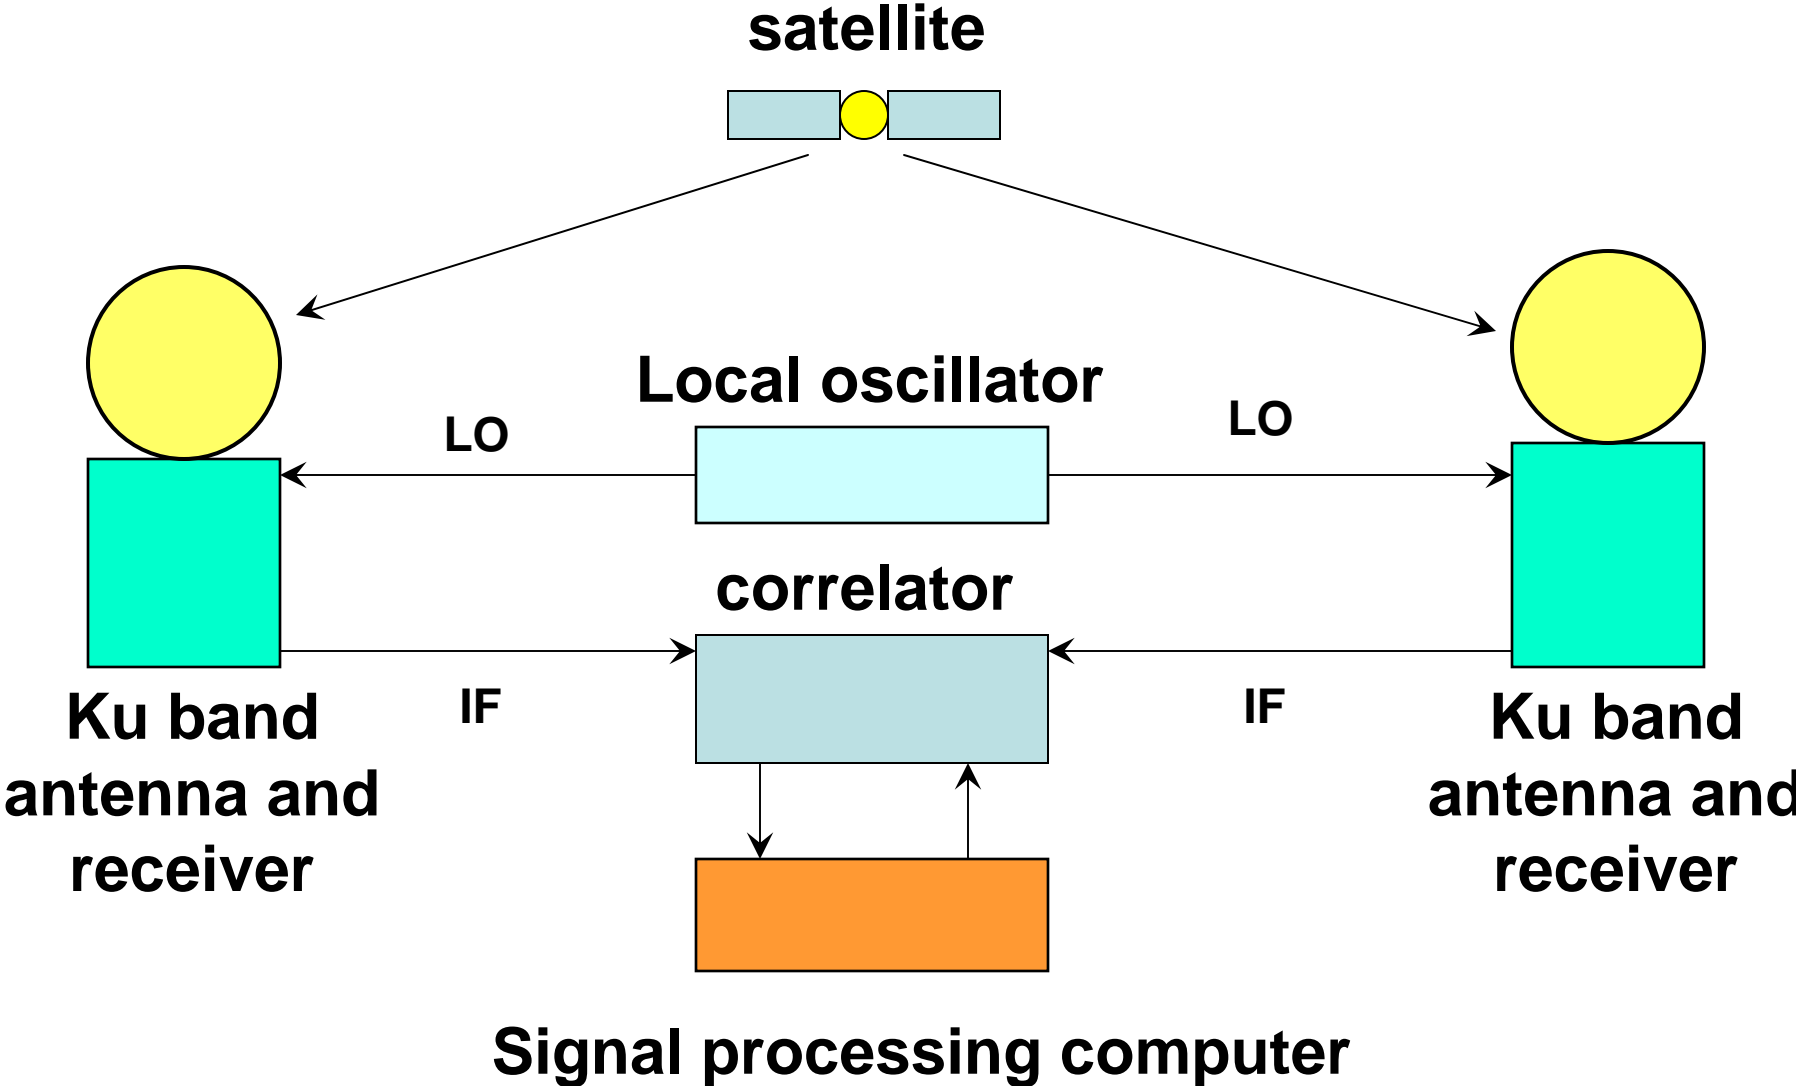 satellite
Local oscillator
LO
LO
correlator
IF
IF
Ku band
antenna and
receiver
Ku band
antenna and
receiver
Signal processing computer